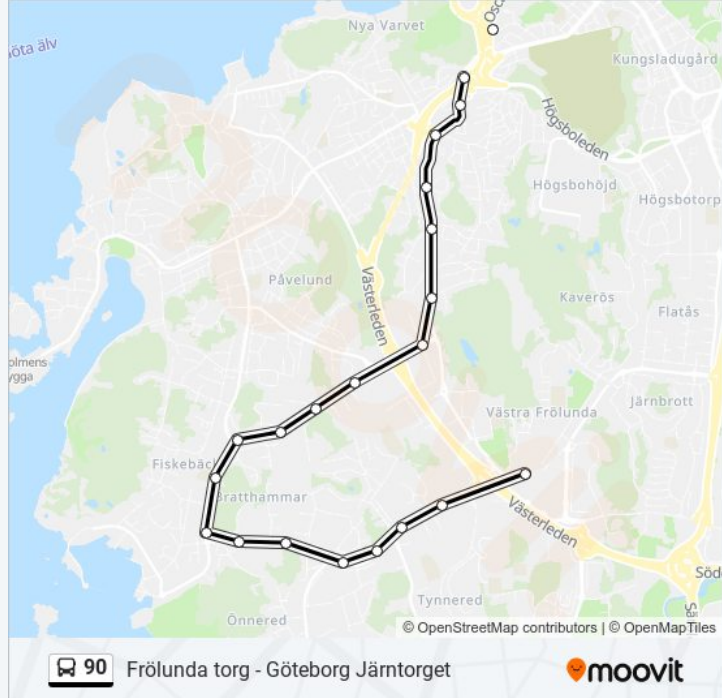 Nya Varvet
Kungsladugård
Högsboleden
Högsbohöjd
Högsbotorp
Påvelund
Västerleden
Kaverös
Flatås
Järnbrott
Västra Frölunda
Fiskebäck
Bratthammar
Västerleden
Önnered
Tynnered
© OpenStreetMap contributors | © OpenMapTiles
90 Frölunda torg - Göteborg Järntorget
moovit